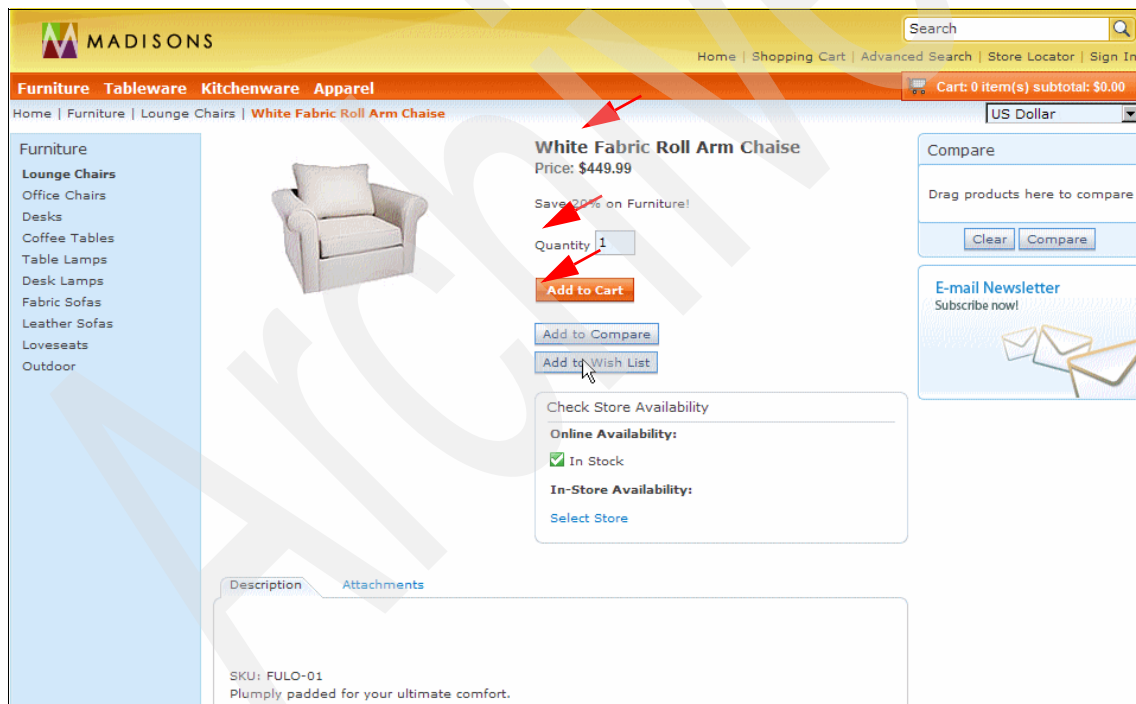 MADISONS
Search
Home | Shopping Cart | Advanced Search | Store Locator | Sign In
Furniture Tableware Kitchenware Apparel
Cart: 0 item(s) subtotal: $0.00
Home | Furniture | Lounge Chairs | White Fabric Roll Arm Chaise
US Dollar
Furniture
Lounge Chairs
Office Chairs
Desks
Coffee Tables
Table Lamps
Desk Lamps
Fabric Sofas
Leather Sofas
Loveseats
Outdoor
White Fabric Roll Arm Chaise
Price: $449.99
Save 20% on Furniture!
Quantity 1
Add to Cart
Add to Compare
Add to Wish List
Check Store Availability
Online Availability:
In Stock
In-Store Availability:
Select Store
Compare
Drag products here to compare
Clear Compare
E-mail Newsletter
Subscribe now!
Description Attachments
SKU: FULO-01
Plumply padded for your ultimate comfort.
Archive